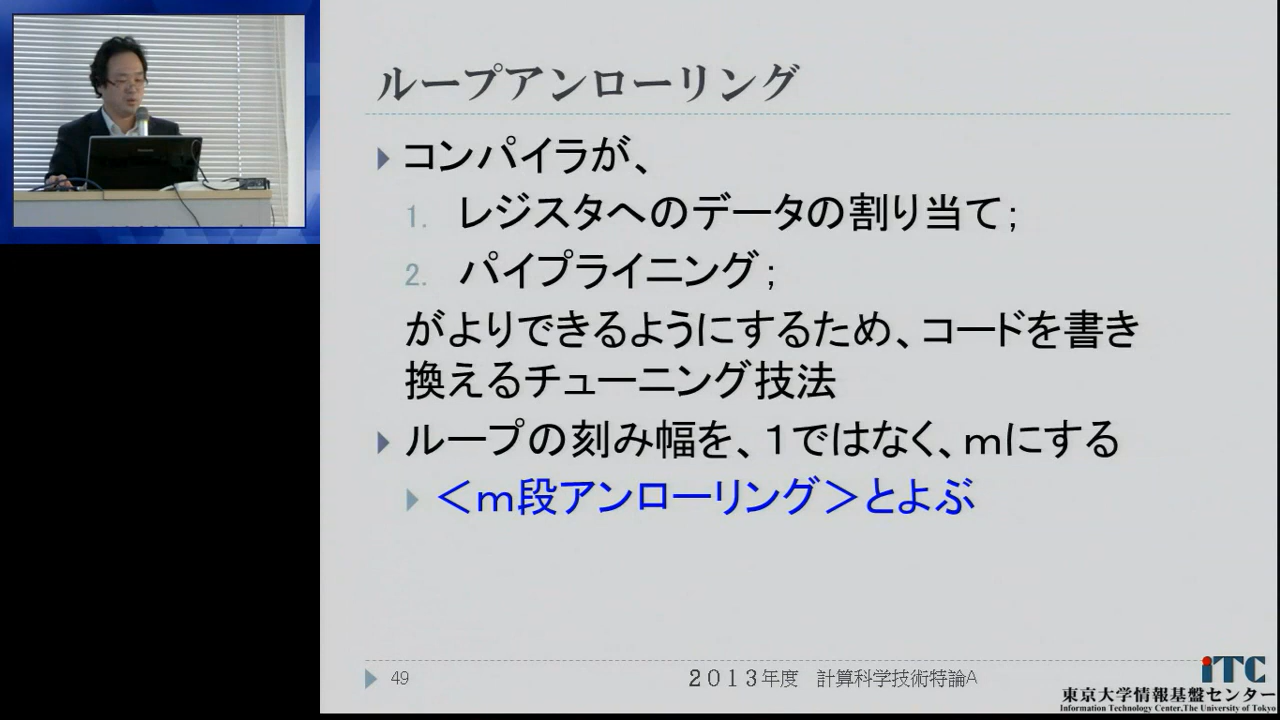 ループアンローリング
コンパイラが、
1. レジスタへのデータの割り当て；
2. パイプライニング；
がよりできるようにするため、コードを書き
換えるチューニング技法
ループの刻み幅を、１ではなく、ｍにする
＜ｍ段アンローリング＞とよぶ
49
２０１３年度　計算科学技術特論A
iTC
東京大学情報基盤センター
Information Technology Center,The University of Tokyo